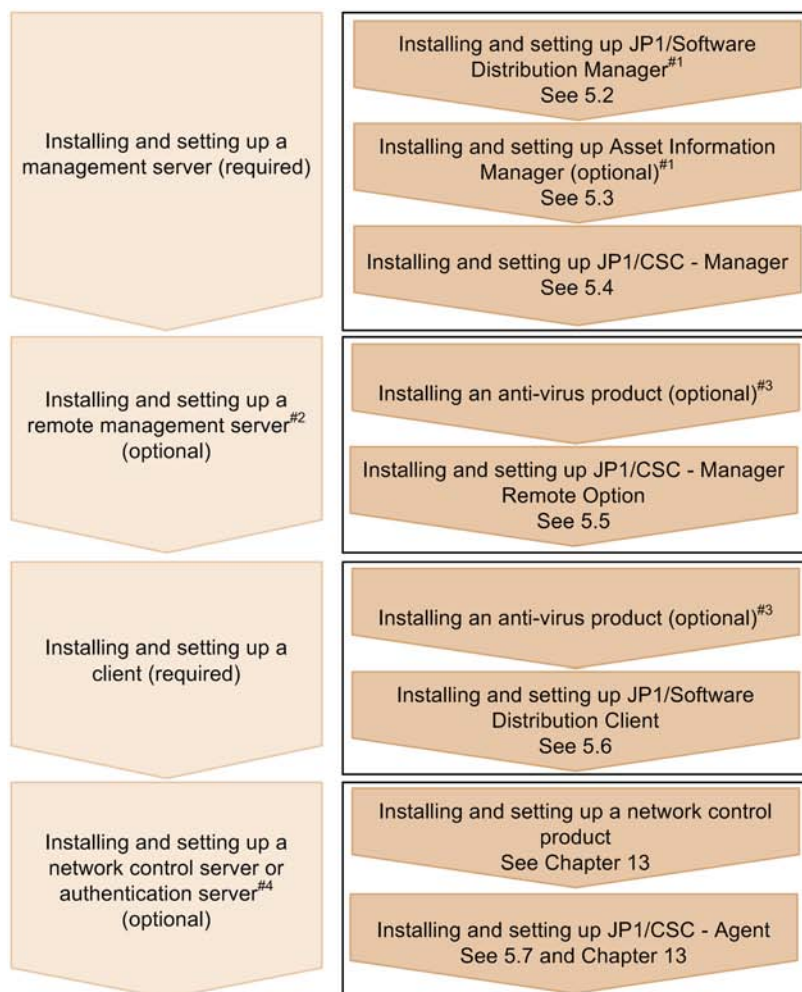 Installing and setting up a
management server (required)
Installing and setting up JP1/Software
Distribution Manager#1
See 5.2
Installing and setting up Asset Information
Manager (optional)#1
See 5.3
Installing and setting up JP1/CSC - Manager
See 5.4
Installing and setting up a
remote management server#2
(optional)
Installing an anti-virus product (optional)#3
Installing and setting up JP1/CSC - Manager
Remote Option
See 5.5
Installing and setting up a
client (required)
Installing an anti-virus product (optional)#3
Installing and setting up JP1/Software
Distribution Client
See 5.6
Installing and setting up a
network control server or
authentication server#4
(optional)
Installing and setting up a network control
product
See Chapter 13
Installing and setting up JP1/CSC - Agent
See 5.7 and Chapter 13